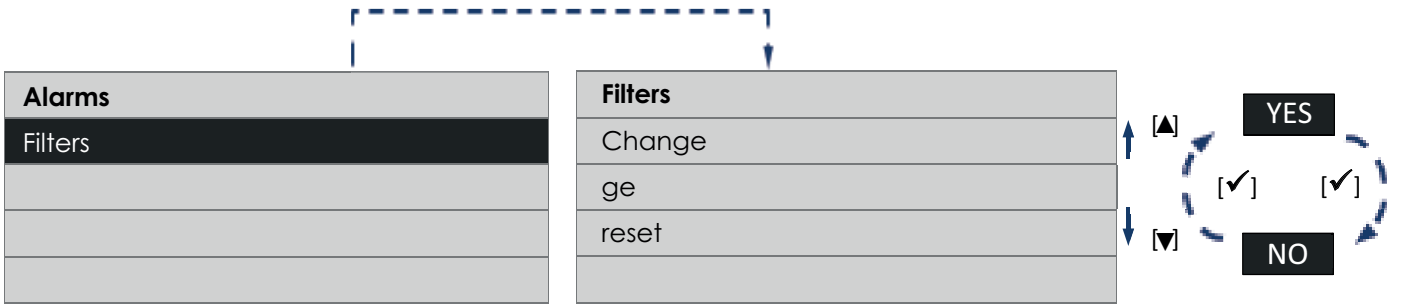 Alarms
Filters
Filters
Change
ge
reset
[▲]
[▼]
YES
[✓] [✓]
NO